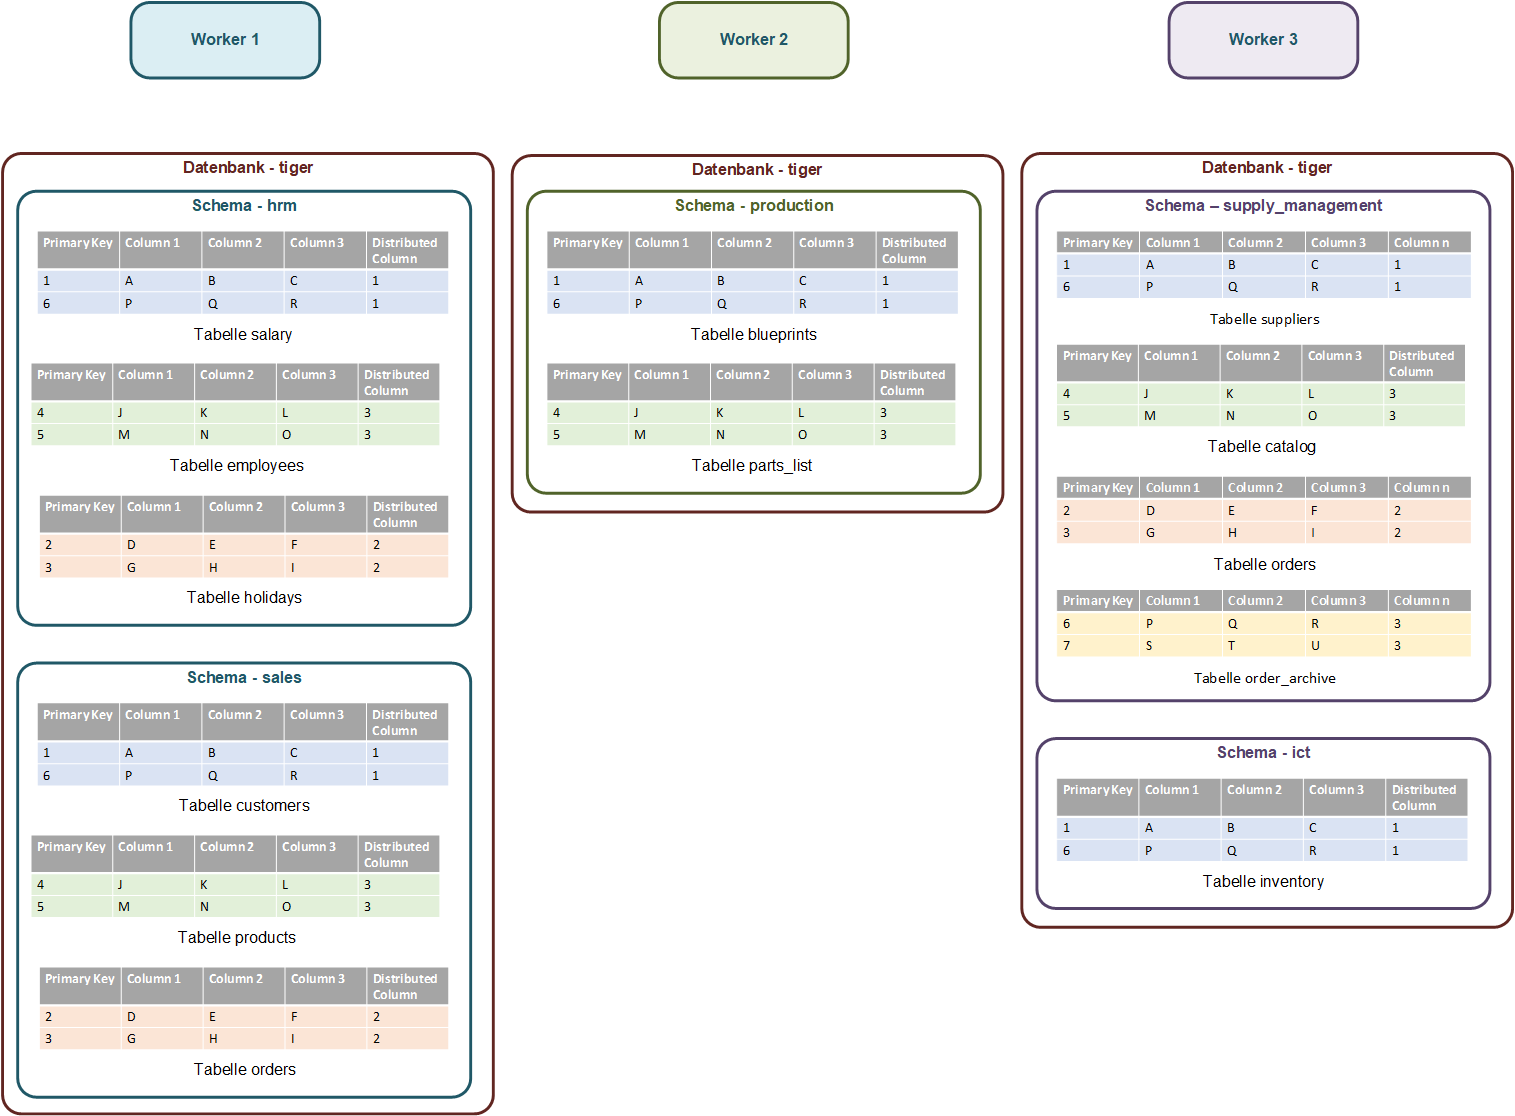 Worker 1
Worker 2
Worker 3
Datenbank - tiger
Schema - hrm
Primary Key Column 1 Column 2 Column 3 Distributed
Column
1 A B C 1
6 P Q R 1
Tabelle salary
Primary Key Column 1 Column 2 Column 3 Distributed
Column
4 J K L 3
5 M N O 3
Tabelle employees
Primary Key Column 1 Column 2 Column 3 Distributed
Column
2 D E F 2
3 G H I 2
Tabelle holidays
Schema - sales
Primary Key Column 1 Column 2 Column 3 Distributed
Column
1 A B C 1
6 P Q R 1
Tabelle customers
Primary Key Column 1 Column 2 Column 3 Distributed
Column
4 J K L 3
5 M N O 3
Tabelle products
Primary Key Column 1 Column 2 Column 3 Distributed
Column
2 D E F 2
3 G H I 2
Tabelle orders
Datenbank - tiger
Schema - production
Primary Key Column 1 Column 2 Column 3 Distributed
Column
1 A B C 1
6 P Q R 1
Tabelle blueprints
Primary Key Column 1 Column 2 Column 3 Distributed
Column
4 J K L 3
5 M N O 3
Tabelle parts_list
Datenbank - tiger
Schema – supply_management
Primary Key Column 1 Column 2 Column 3 Column n
1 A B C 1
6 P Q R 1
Tabelle suppliers
Primary Key Column 1 Column 2 Column 3 Distributed
Column
4 J K L 3
5 M N O 3
Tabelle catalog
Primary Key Column 1 Column 2 Column 3 Column n
2 D E F 2
3 G H I 2
Tabelle orders
Primary Key Column 1 Column 2 Column 3 Column n
6 P Q R 3
7 S T U 3
Tabelle order_archive
Schema - ict
Primary Key Column 1 Column 2 Column 3 Distributed
Column
1 A B C 1
6 P Q R 1
Tabelle inventory